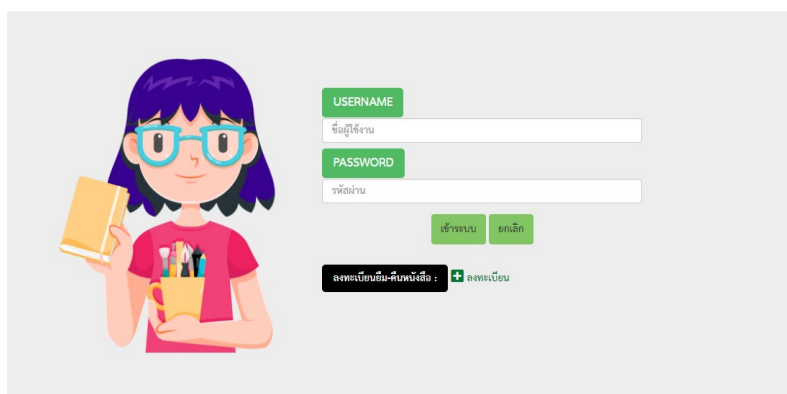 USERNAME
ชื่อผู้ใช้งาน
PASSWORD
รหัสผ่าน
เข้าระบบ ยกเลิก
ลงทะเบียนยืม-คืนหนังสือ : ลงทะเบียน